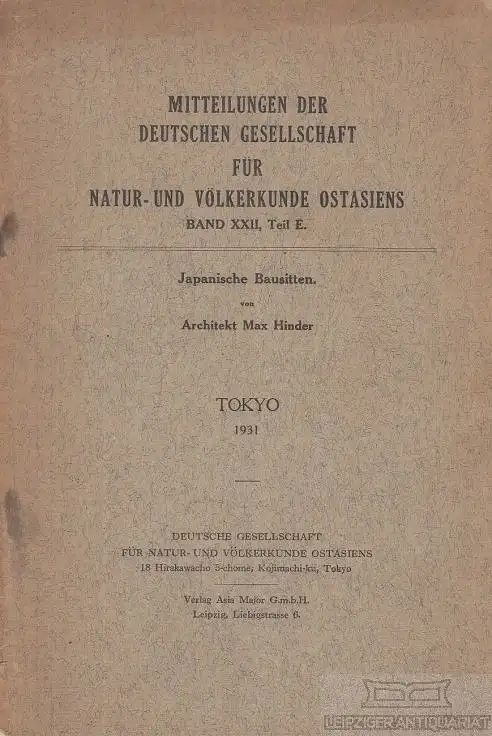 MITTEILUNGEN DER
DEUTSCHEN GESELLSCHAFT
FÜR
NATUR- UND VÖLKERKUNDE OSTASIENS
BAND XXII, Teil E.
Japanische Bausitten.
von
Architekt Max Hinder
TOKYO
1931
DEUTSCHE GESELLSCHAFT
FÜR NATUR- UND VÖLKERKUNDE OSTASIENS
18 Hirakawacho 5-chome, Kojimachi-ku, Tokyo
Verlag Asia Major G.m.b.H.
Leipzig, Liebigstrasse 6.
LEIPZIGER ANTIQUARIAT